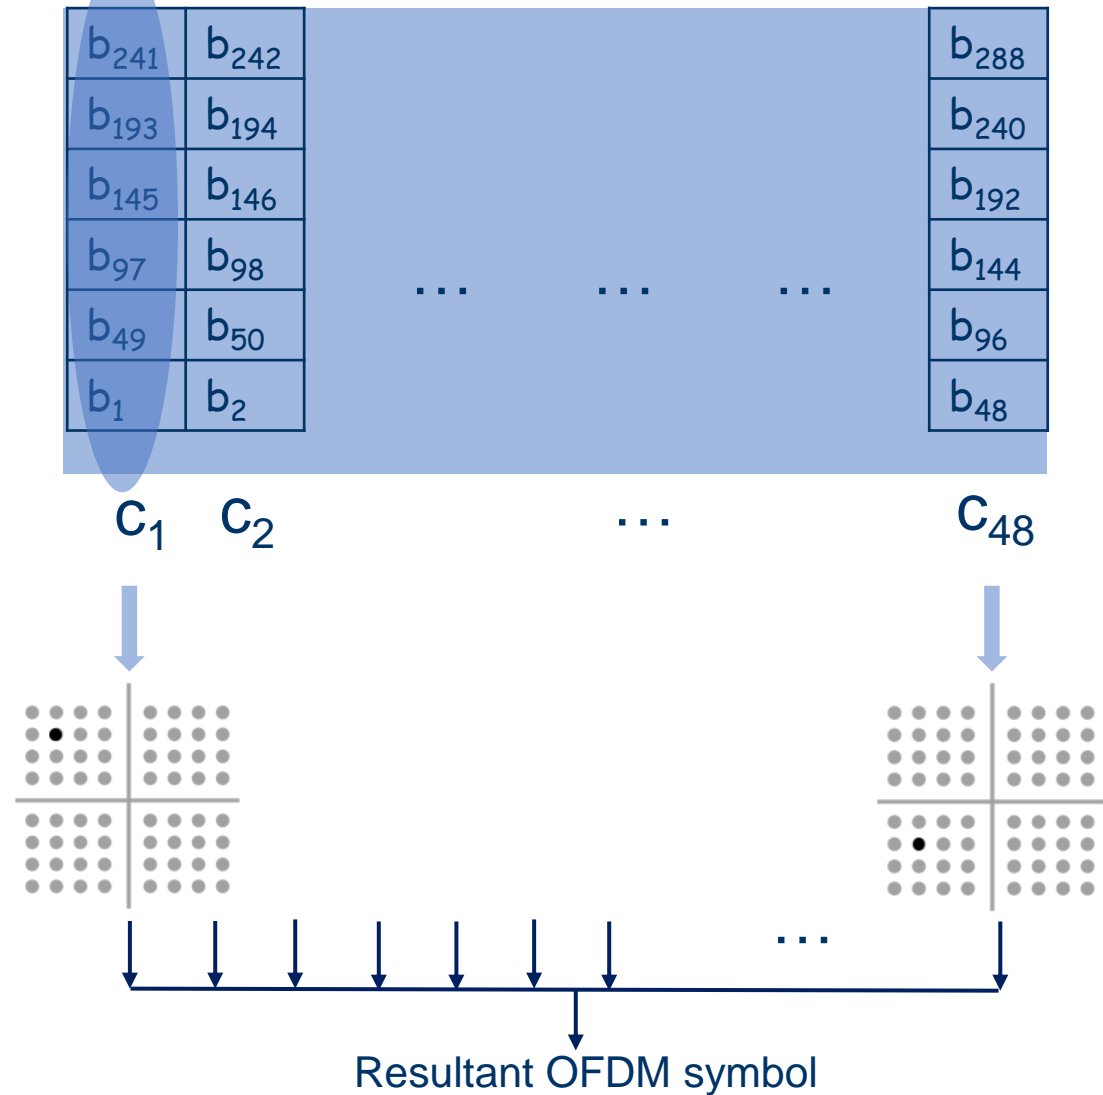 b₂₄₁ b₂₄₂ b₂₈₈
b₁₉₃ b₁₉₄ b₂₄₀
b₁₄₅ b₁₄₆ b₁₉₂
b₉₇ b₉₈ ... ... ... b₁₄₄
b₄₉ b₅₀ b₉₆
b₁ b₂ b₄₈
c₁ c₂ ... c₄₈
...
Resultant OFDM symbol